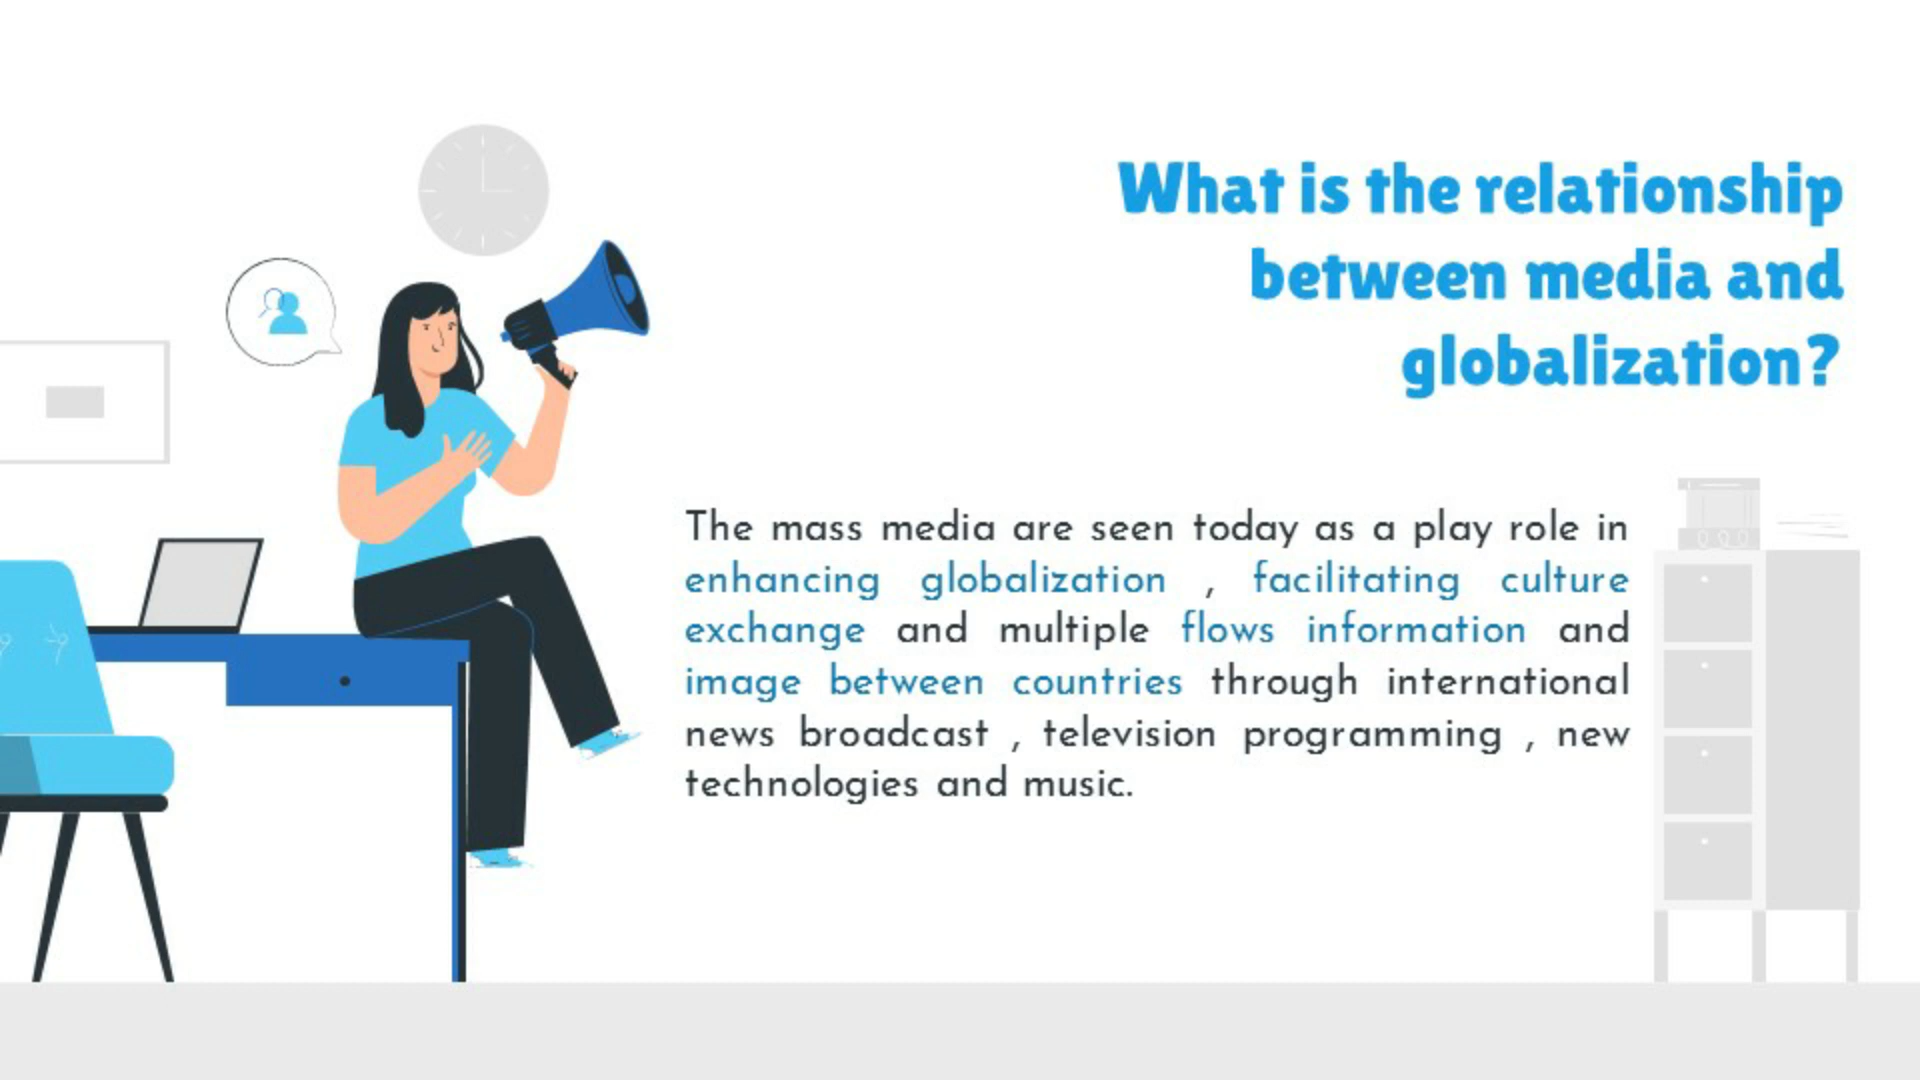 What is the relationship
between media and
globalization?
The mass media are seen today as a play role in
enhancing globalization , facilitating culture
exchange and multiple flows information and
image between countries through international
news broadcast , television programming , new
technologies and music.